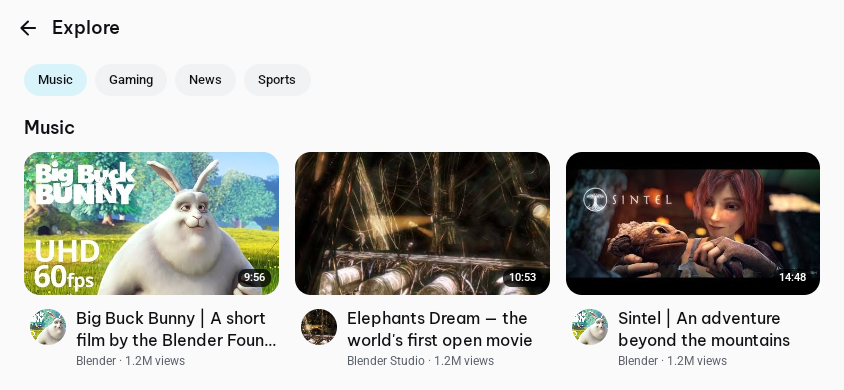 Explore
Music
Gaming
News
Sports
Music
Big Buck
BUNNY
UHD
60fps
9:56
10:53
SINTEL
14:48
Big Buck Bunny | A short
film by the Blender Foun...
Blender · 1.2M views
Elephants Dream – the
world's first open movie
Blender Studio · 1.2M views
Sintel | An adventure
beyond the mountains
Blender · 1.2M views